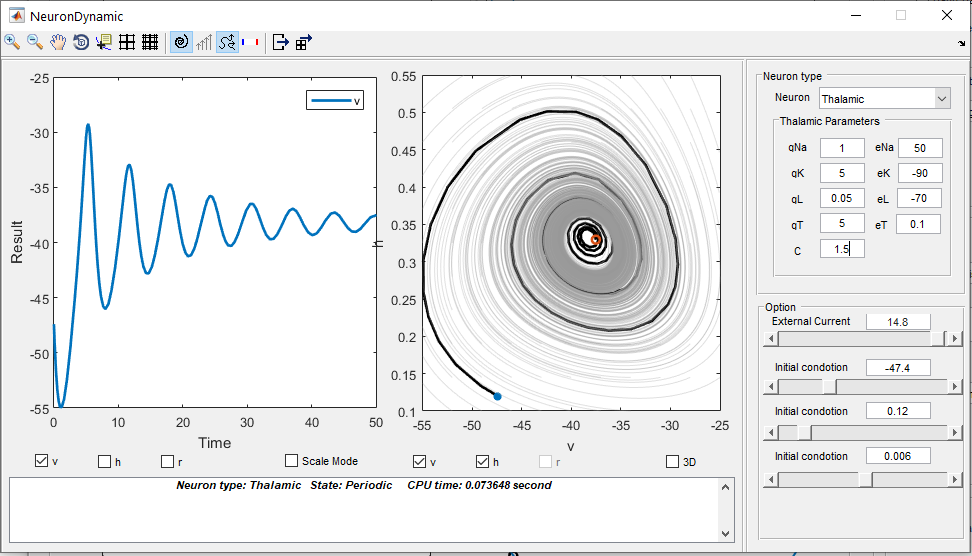 NeuronDynamic
-25
-30
-35
-40
-45
-50
-55
0
10
20
30
40
50
Result
Time
v
0.55
0.5
0.45
0.4
0.35
0.3
0.25
0.2
0.15
0.1
-55
-50
-45
-40
-35
-30
-25
h
v
v
h
r
Scale Mode
v
h
r
3D
Neuron type: Thalamic State: Periodic CPU time: 0.073648 second
Neuron type
Neuron Thalamic
Thalamic Parameters
gNa 1 eNa 50
gK 5 eK -90
gL 0.05 eL -70
gT 5 eT 0.1
C 1.5
Option
External Current 14.8
Initial condotion -47.4
Initial condotion 0.12
Initial condotion 0.006